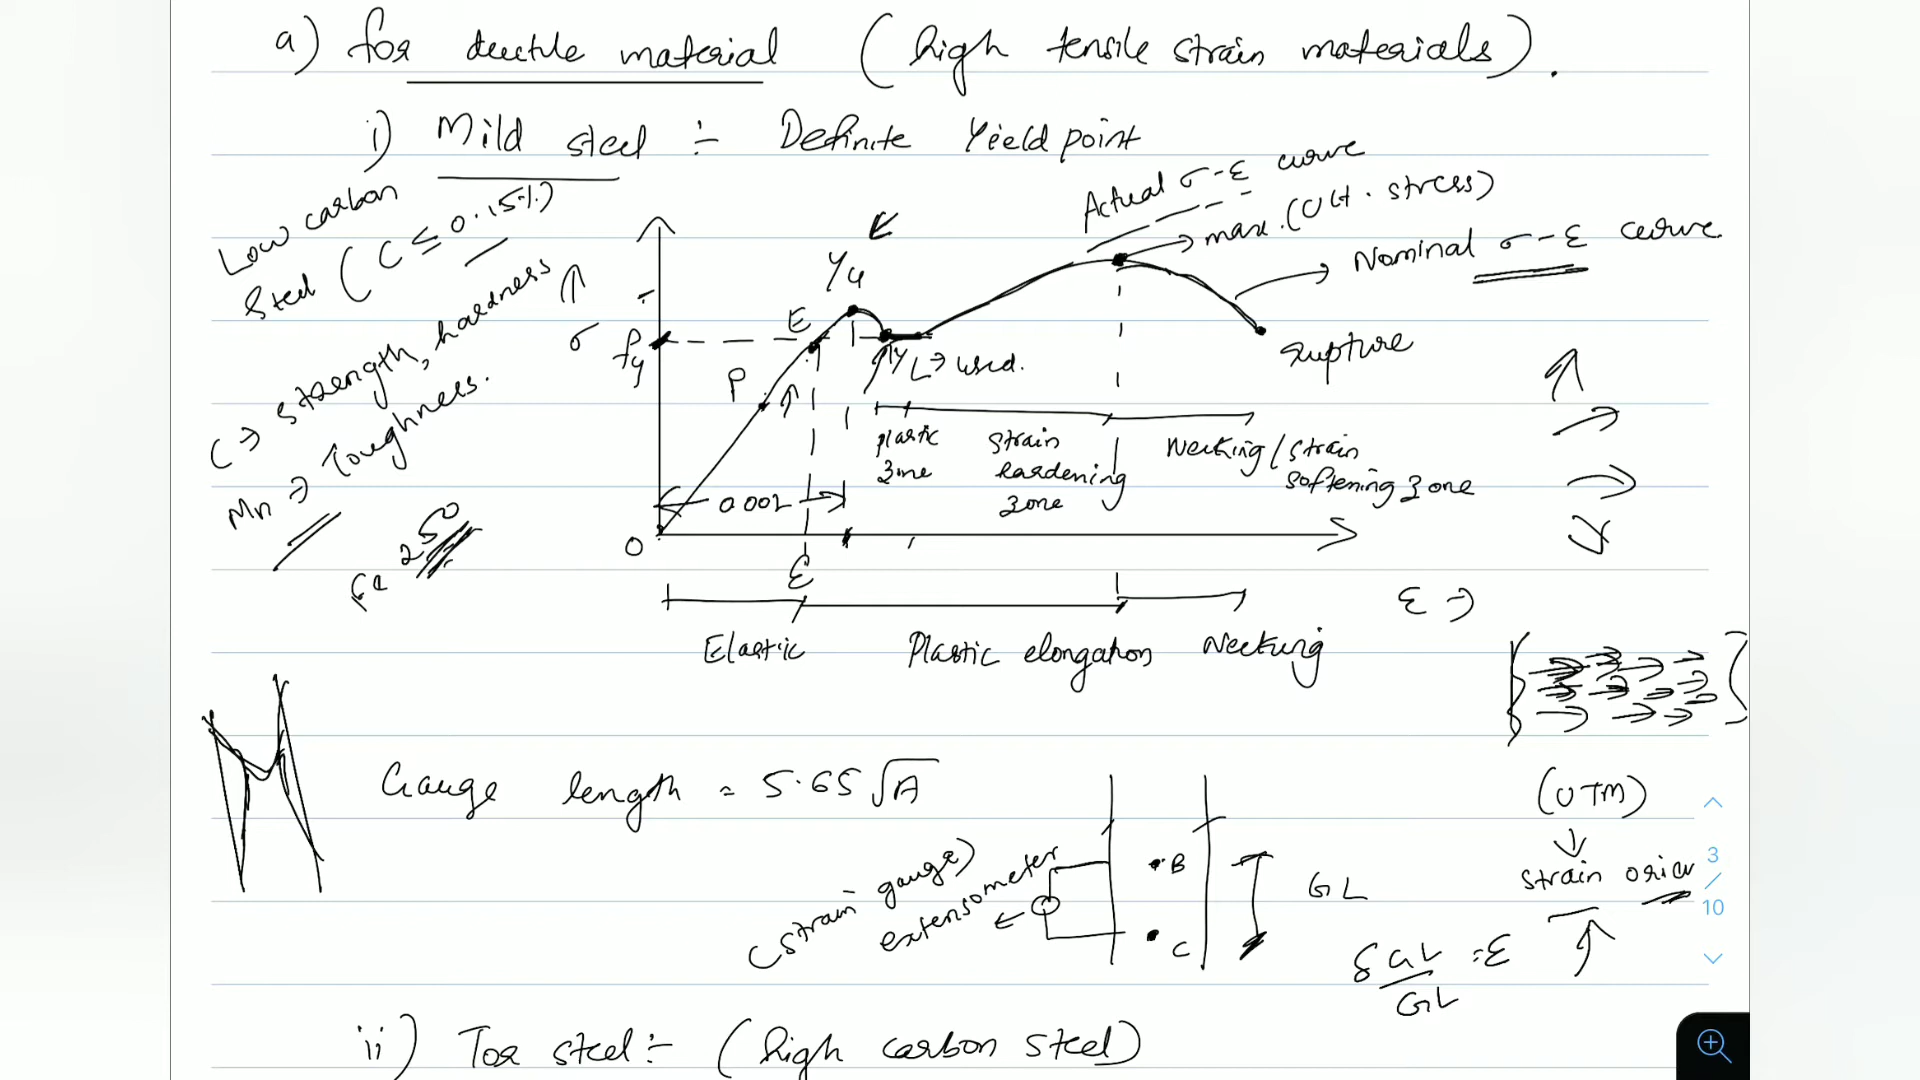 a) for ductile material (high tensile strain materials).
i) Mild steel :- Definite Yield point
Low carbon
steel (C ≤ 0.15%)
C → strength, hardness
Mn → Toughness.
Fe 250
Actual σ-ε curve
max. (Ult. stress)
Nominal σ-ε curve
Rupture
σ
fy
P
E
Yu
YL → used.
plastic
zone
strain
hardening
zone
Necking / strain
softening zone
0.002
O
ε
ε →
Elastic
Plastic elongation
Necking
Gauge length = 5.65 √A
(strain gauge)
extensometer
B
C
GL
(UTM)
↓
strain
δGL
GL
= ε
3
/
10
ii) Tor steel :- (high carbon steel)